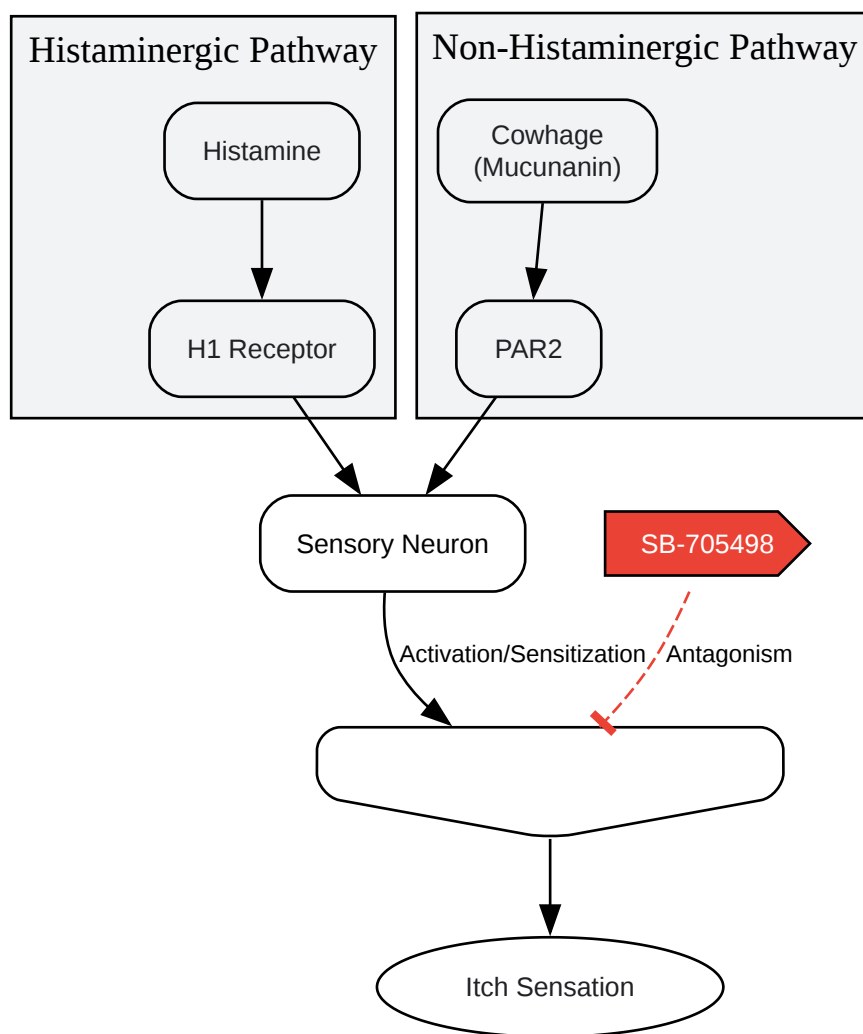 Histaminergic Pathway
Non-Histaminergic Pathway
Histamine
Cowhage
(Mucunanin)
H1 Receptor
PAR2
Sensory Neuron
SB-705498
Activation/Sensitization
Antagonism
Itch Sensation